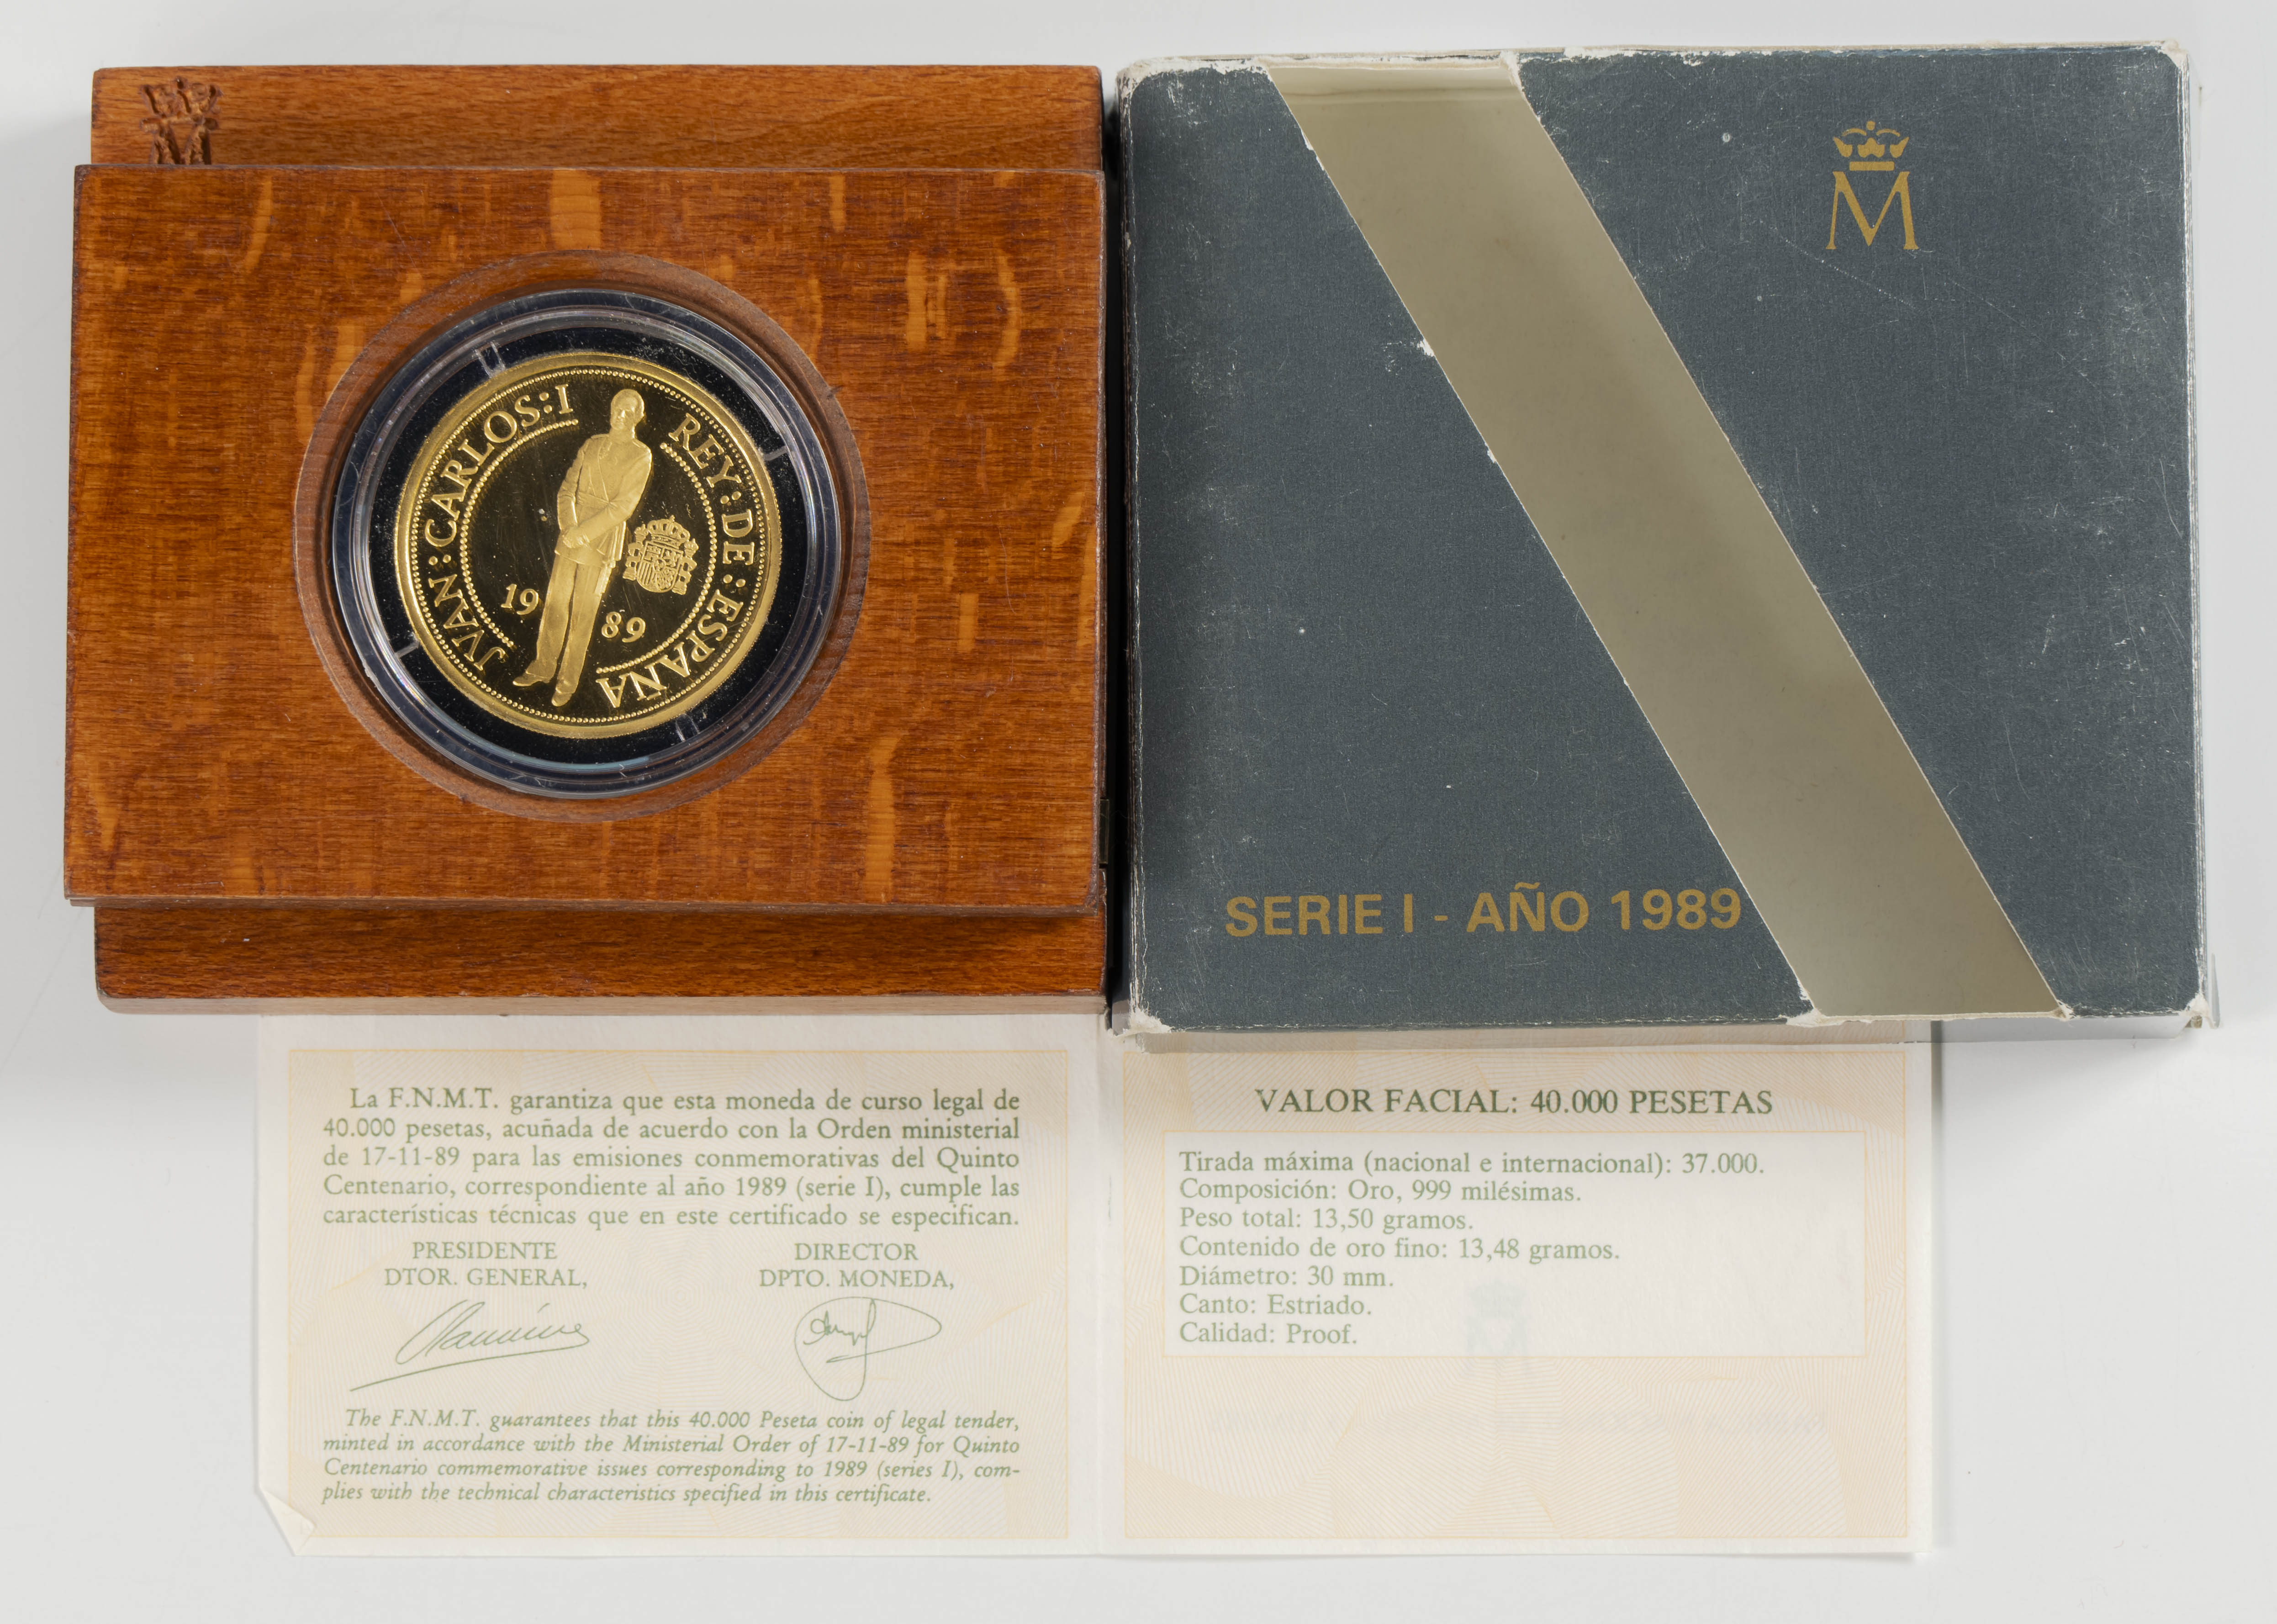 JVAN:CARLOS:I REY:DE:ESPAÑA
19 89
M
M
SERIE I - AÑO 1989
La F.N.M.T. garantiza que esta moneda de curso legal de
40.000 pesetas, acuñada de acuerdo con la Orden ministerial
de 17-11-89 para las emisiones conmemorativas del Quinto
Centenario, correspondiente al año 1989 (serie I), cumple las
características técnicas que en este certificado se especifican.
PRESIDENTE
DTOR. GENERAL,
DIRECTOR
DPTO. MONEDA,
The F.N.M.T. guarantees that this 40.000 Peseta coin of legal tender,
minted in accordance with the Ministerial Order of 17-11-89 for Quinto
Centenario commemorative issues corresponding to 1989 (series I), com-
plies with the technical characteristics specified in this certificate.
VALOR FACIAL: 40.000 PESETAS
Tirada máxima (nacional e internacional): 37.000.
Composición: Oro, 999 milésimas.
Peso total: 13,50 gramos.
Contenido de oro fino: 13,48 gramos.
Diámetro: 30 mm.
Canto: Estriado.
Calidad: Proof.